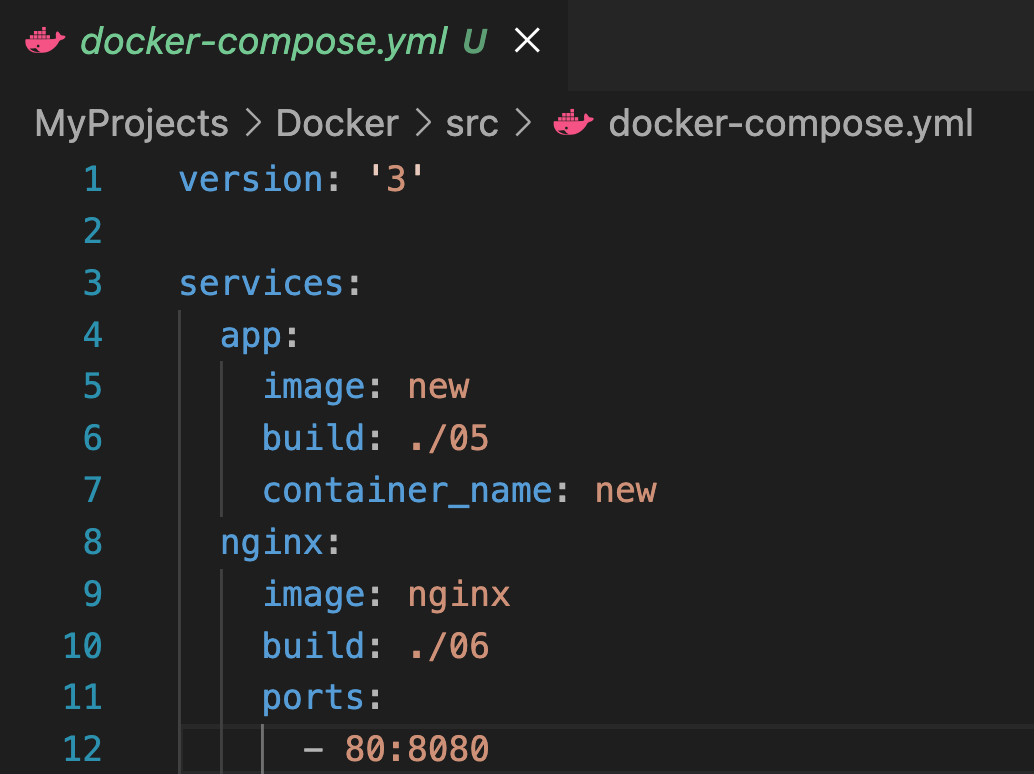 docker-compose.yml U ×
MyProjects > Docker > src > docker-compose.yml
1 version: '3'
2
3 services:
4   app:
5     image: new
6     build: ./05
7     container_name: new
8   nginx:
9     image: nginx
10     build: ./06
11     ports:
12       - 80:8080